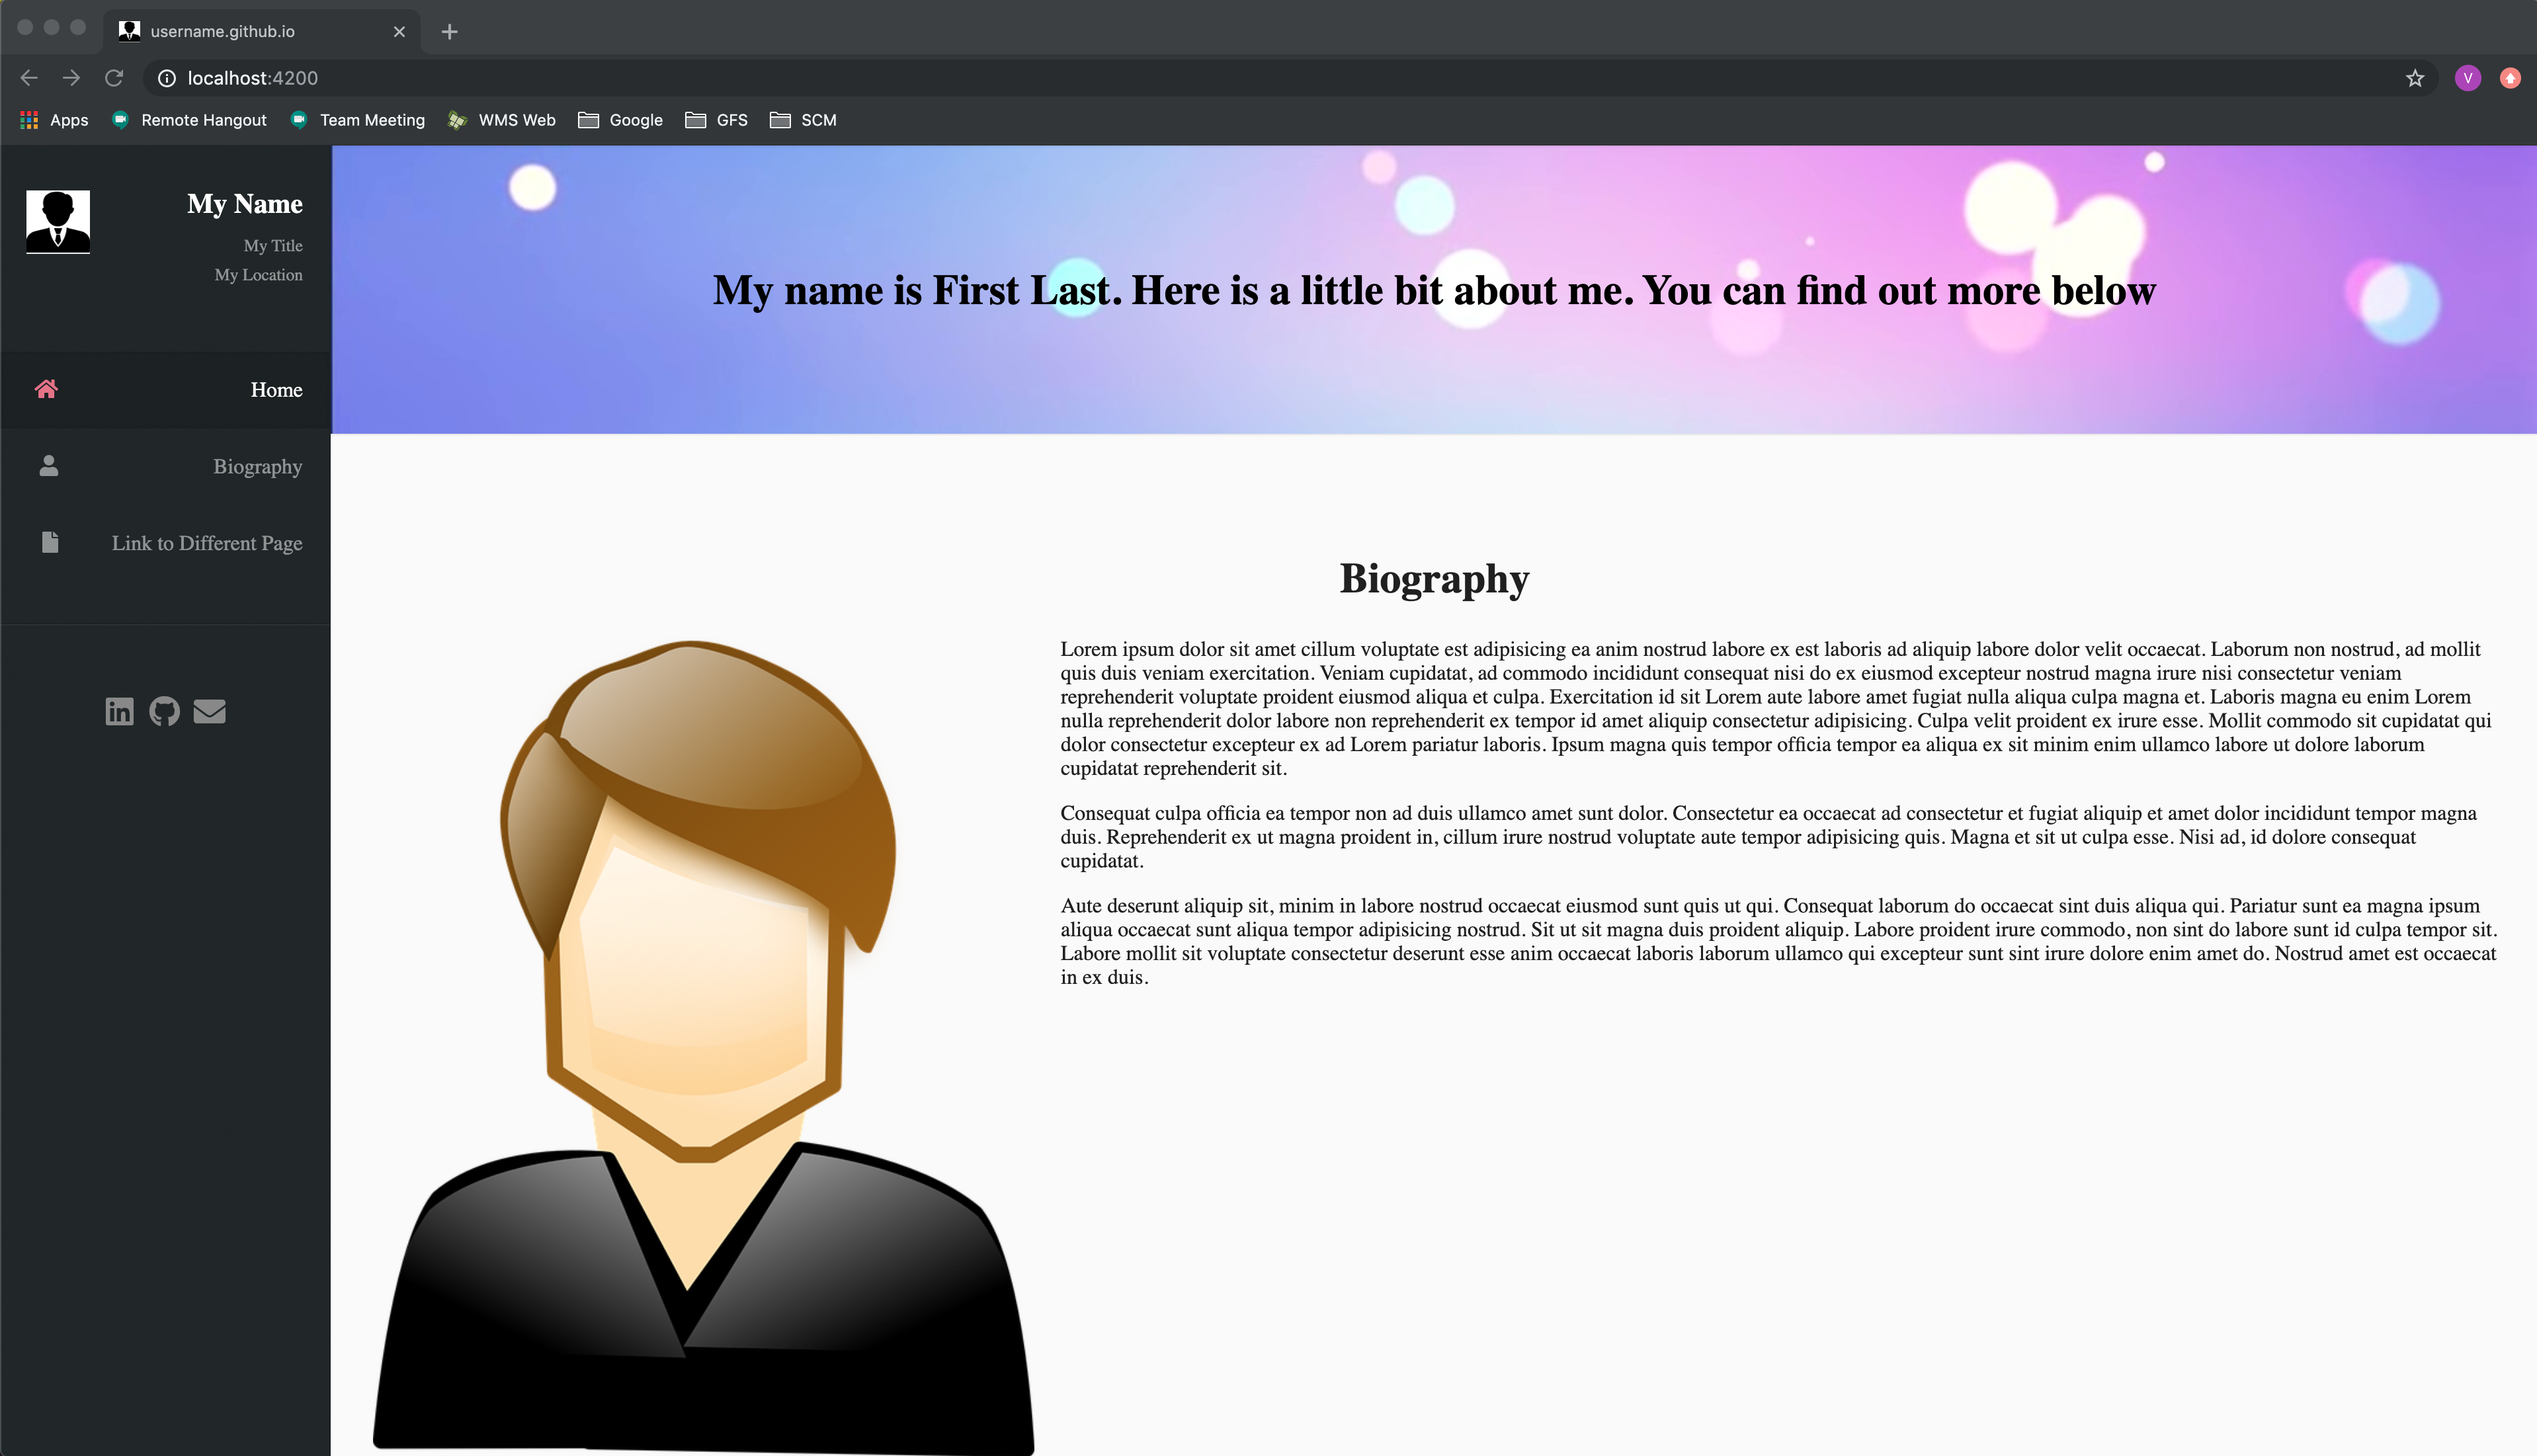 username.github.io
localhost:4200
V
Apps
Remote Hangout
Team Meeting
WMS Web
Google
GFS
SCM
My Name
My Title
My Location
Home
Biography
Link to Different Page
in
My name is First Last. Here is a little bit about me. You can find out more below
Biography
Lorem ipsum dolor sit amet cillum voluptate est adipisicing ea anim nostrud labore ex est laboris ad aliquip labore dolor velit occaecat. Laborum non nostrud, ad mollit
quis duis veniam exercitation. Veniam cupidatat, ad commodo incididunt consequat nisi do ex eiusmod excepteur nostrud magna irure nisi consectetur veniam
reprehenderit voluptate proident eiusmod aliqua et culpa. Exercitation id sit Lorem aute labore amet fugiat nulla aliqua culpa magna et. Laboris magna eu enim Lorem
nulla reprehenderit dolor labore non reprehenderit ex tempor id amet aliquip consectetur adipisicing. Culpa velit proident ex irure esse. Mollit commodo sit cupidatat qui
dolor consectetur excepteur ex ad Lorem pariatur laboris. Ipsum magna quis tempor officia tempor ea aliqua ex sit minim enim ullamco labore ut dolore laborum
cupidatat reprehenderit sit.
Consequat culpa officia ea tempor non ad duis ullamco amet sunt dolor. Consectetur ea occaecat ad consectetur et fugiat aliquip et amet dolor incididunt tempor magna
duis. Reprehenderit ex ut magna proident in, cillum irure nostrud voluptate aute tempor adipisicing quis. Magna et sit ut culpa esse. Nisi ad, id dolore consequat
cupidatat.
Aute deserunt aliquip sit, minim in labore nostrud occaecat eiusmod sunt quis ut qui. Consequat laborum do occaecat sint duis aliqua qui. Pariatur sunt ea magna ipsum
aliqua occaecat sunt aliqua tempor adipisicing nostrud. Sit ut sit magna duis proident aliquip. Labore proident irure commodo, non sint do labore sunt id culpa tempor sit.
Labore mollit sit voluptate consectetur deserunt esse anim occaecat laboris laborum ullamco qui excepteur sunt sint irure dolore enim amet do. Nostrud amet est occaecat
in ex duis.